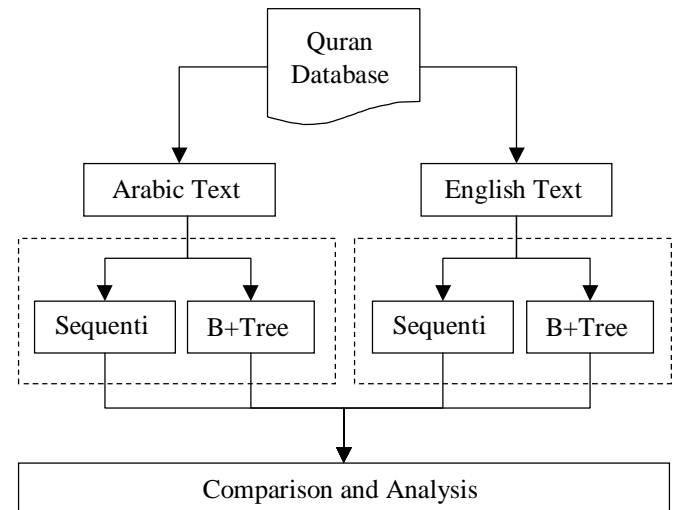 Quran
Database
Arabic Text
English Text
Sequenti
B+Tree
Sequenti
B+Tree
Comparison and Analysis